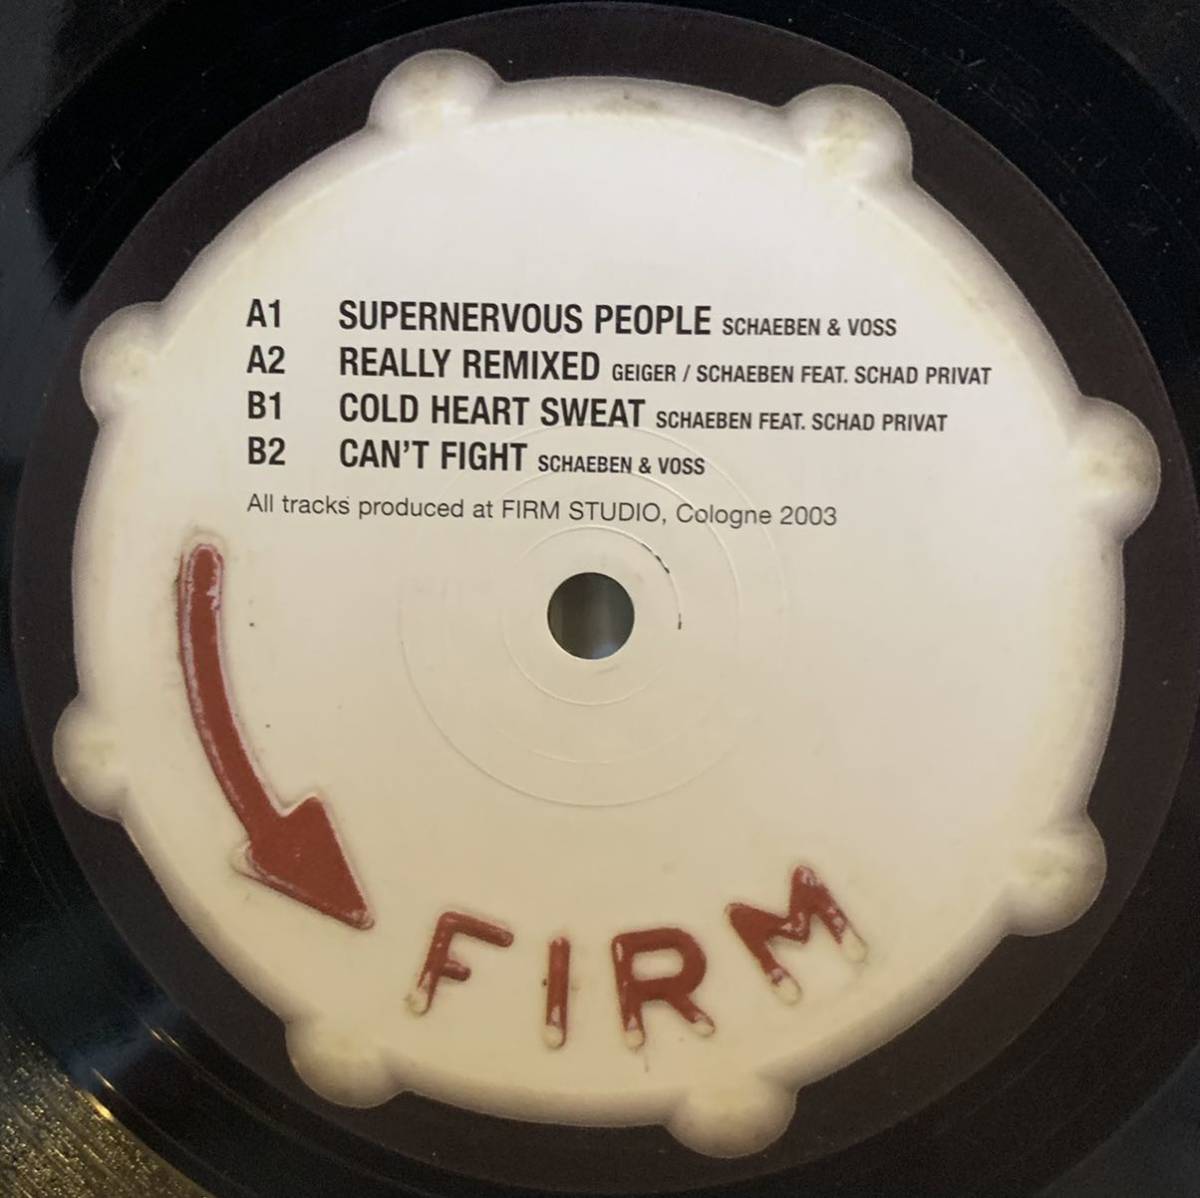 A1 SUPERNERVOUS PEOPLE SCHAEBEN & VOSS
A2 REALLY REMIXED GEIGER / SCHAEBEN FEAT. SCHAD PRIVAT
B1 COLD HEART SWEAT SCHAEBEN FEAT. SCHAD PRIVAT
B2 CAN'T FIGHT SCHAEBEN & VOSS
All tracks produced at FIRM STUDIO, Cologne 2003
FIRM